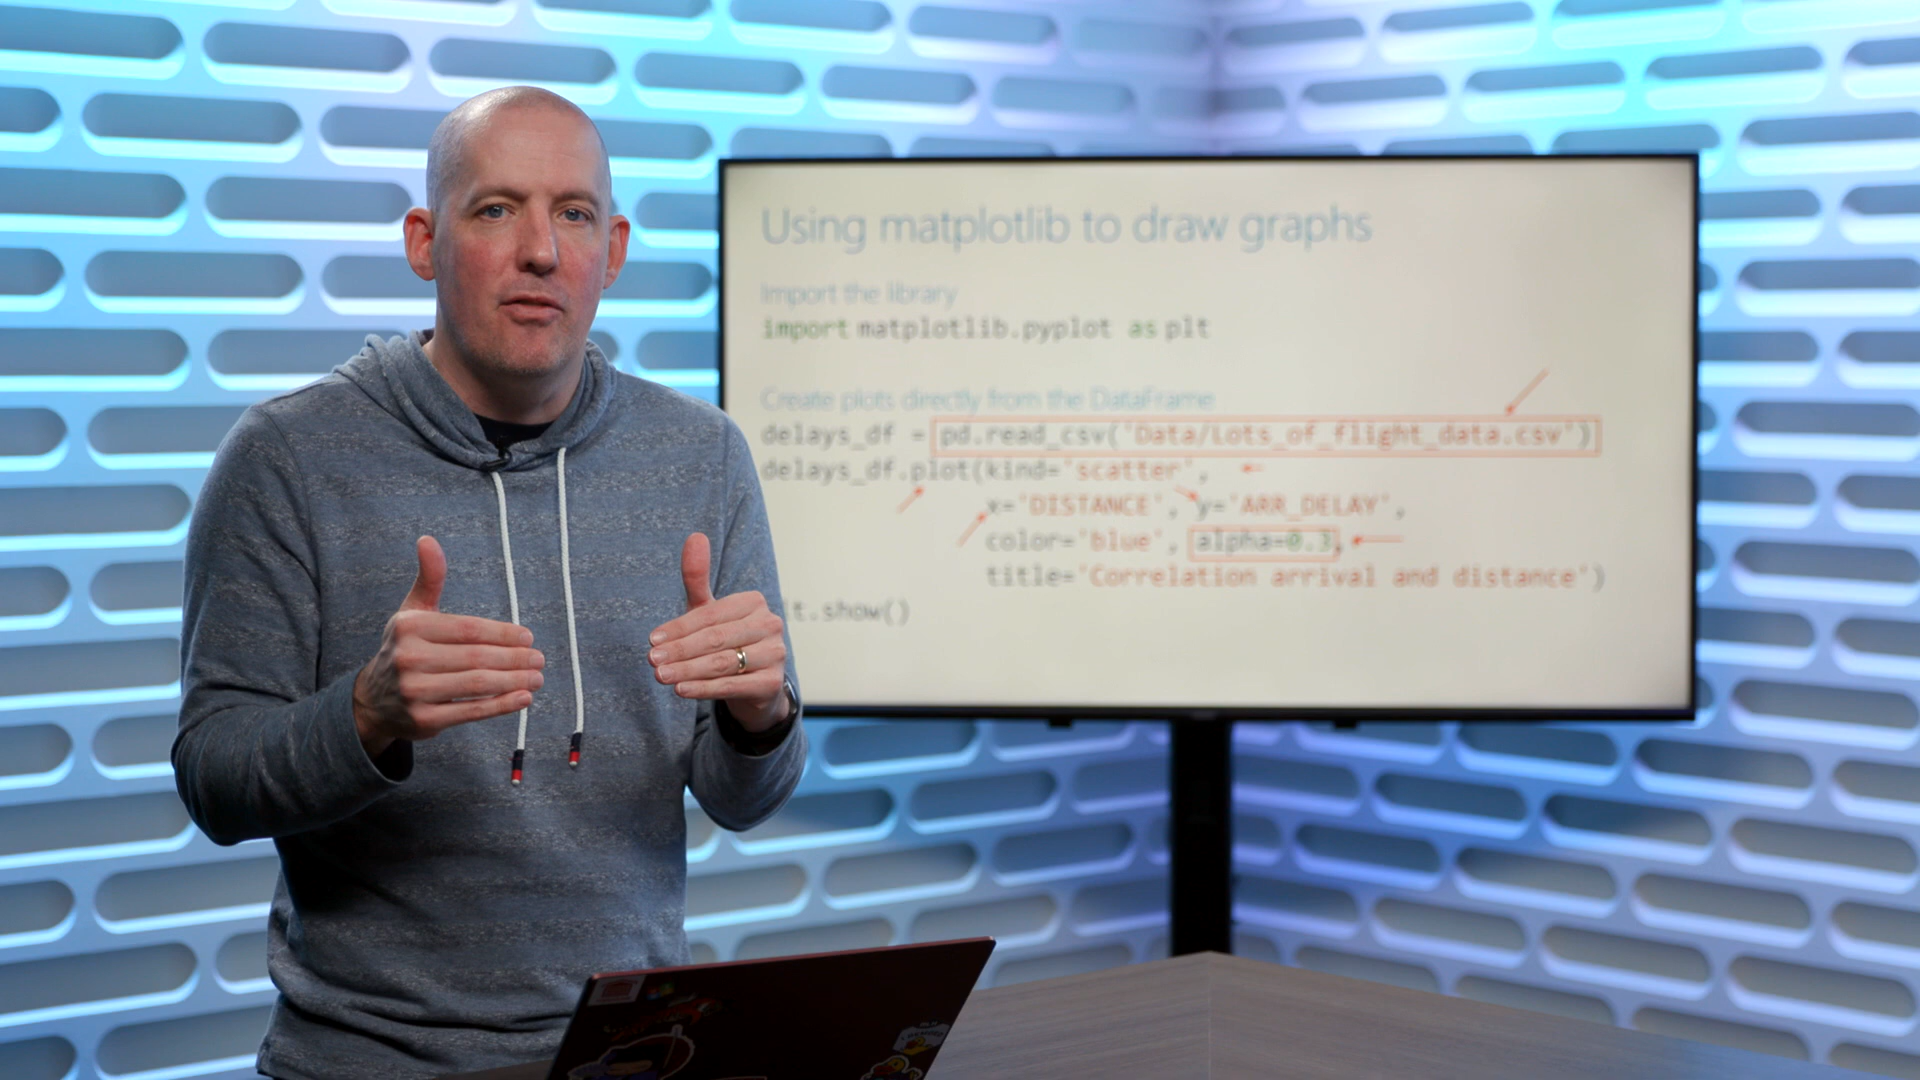 Using matplotlib to draw graphs
Import the library
import matplotlib.pyplot as plt
Create plots directly from the DataFrame
delays_df = pd.read_csv('Data/Lots_of_flight_data.csv')
delays_df.plot(kind='scatter',
x='DISTANCE', y='ARR_DELAY',
color='blue', alpha=0.3,
title='Correlation arrival and distance')
t.show()